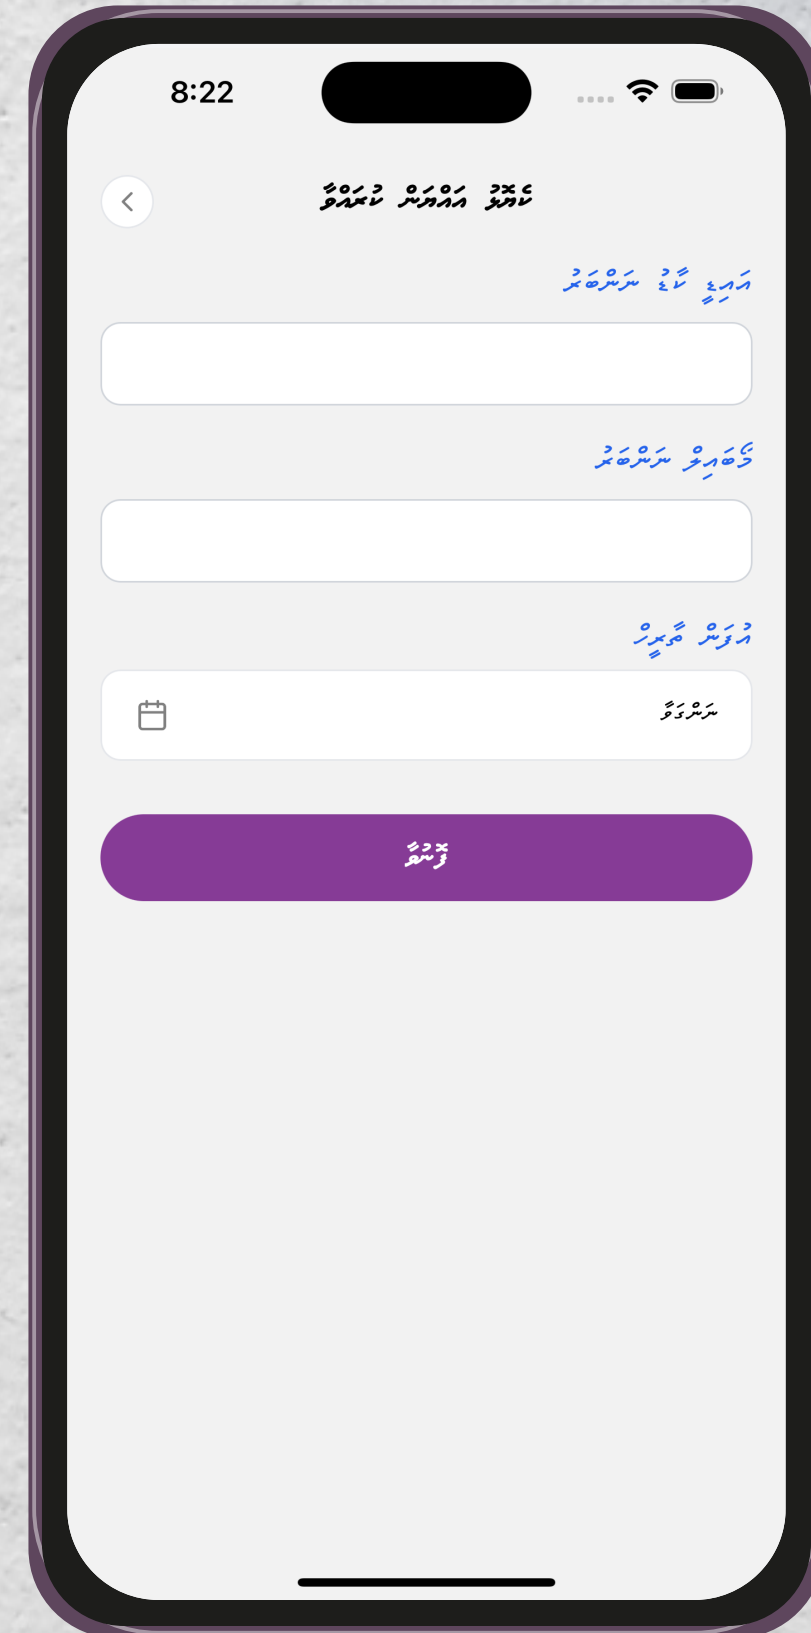 8:22
ކެޔޮޅު އައްޔަން ކުރައްވާ
އައިޑީ ކާޑު ނަންބަރު
މޯބައިލް ނަންބަރު
އުފަން ތާރީހް
ނަންގަވާ
ފޮނުވާ